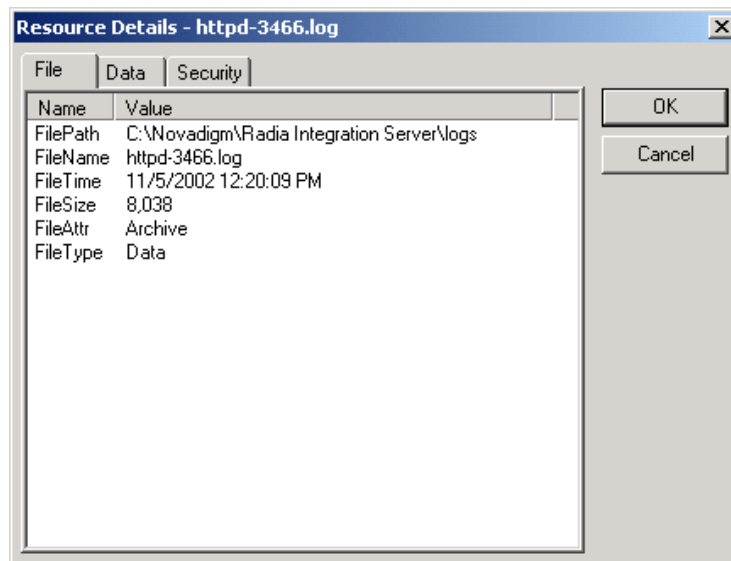 Resource Details - httpd-3466.log
File Data Security
Name Value
FilePath C:\Novadigm\Radia Integration Server\logs
FileName httpd-3466.log
FileTime 11/5/2002 12:20:09 PM
FileSize 8,038
FileAttr Archive
FileType Data
OK
Cancel